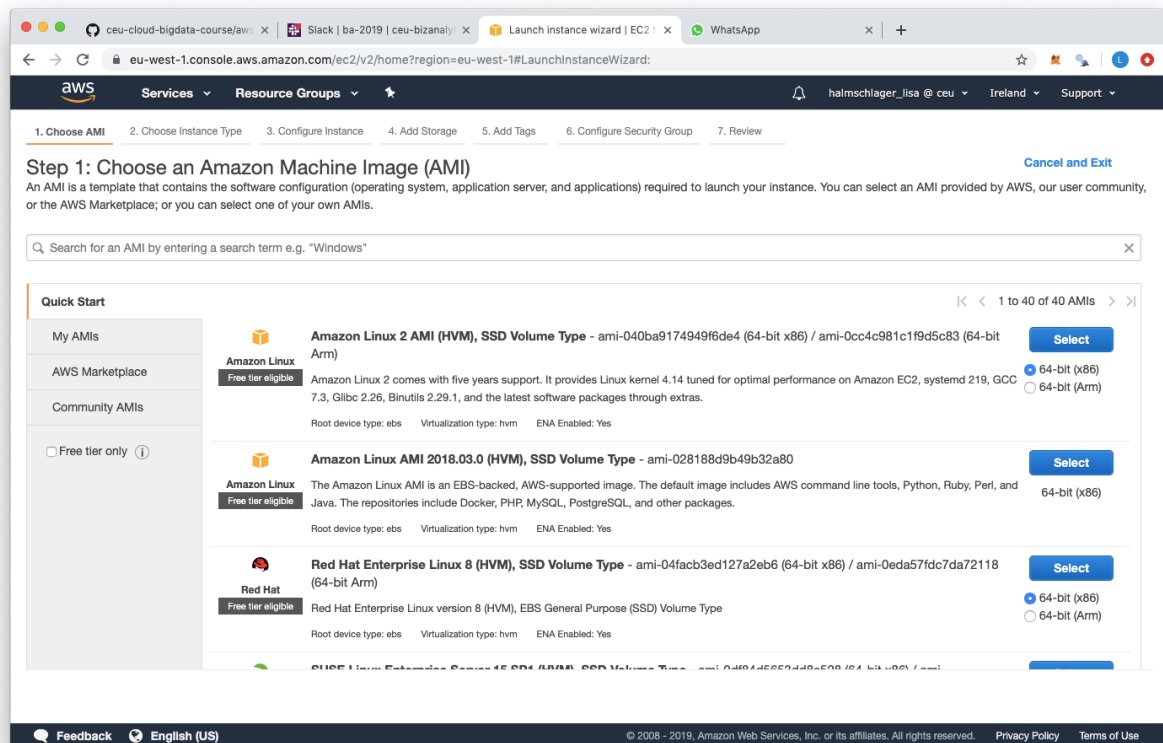 ceu-cloud-bigdata-course/aws
Slack | ba-2019 | ceu-bizanaly
Launch instance wizard | EC2
WhatsApp
eu-west-1.console.aws.amazon.com/ec2/v2/home?region=eu-west-1#LaunchInstanceWizard:
L
aws
Services
Resource Groups
halmschlager_lisa @ ceu
Ireland
Support
1. Choose AMI
2. Choose Instance Type
3. Configure Instance
4. Add Storage
5. Add Tags
6. Configure Security Group
7. Review
Step 1: Choose an Amazon Machine Image (AMI)
Cancel and Exit
An AMI is a template that contains the software configuration (operating system, application server, and applications) required to launch your instance. You can select an AMI provided by AWS, our user community,
or the AWS Marketplace; or you can select one of your own AMIs.
Search for an AMI by entering a search term e.g. "Windows"
Quick Start
1 to 40 of 40 AMIs
My AMIs
AWS Marketplace
Community AMIs
Free tier only
Amazon Linux
Free tier eligible
Amazon Linux 2 AMI (HVM), SSD Volume Type - ami-040ba9174949f6de4 (64-bit x86) / ami-0cc4c981c1f9d5c83 (64-bit
Arm)
Amazon Linux 2 comes with five years support. It provides Linux kernel 4.14 tuned for optimal performance on Amazon EC2, systemd 219, GCC
7.3, Glibc 2.26, Binutils 2.29.1, and the latest software packages through extras.
Root device type: ebs Virtualization type: hvm ENA Enabled: Yes
Select
64-bit (x86)
64-bit (Arm)
Amazon Linux
Free tier eligible
Amazon Linux AMI 2018.03.0 (HVM), SSD Volume Type - ami-028188d9b49b32a80
The Amazon Linux AMI is an EBS-backed, AWS-supported image. The default image includes AWS command line tools, Python, Ruby, Perl, and
Java. The repositories include Docker, PHP, MySQL, PostgreSQL, and other packages.
Root device type: ebs Virtualization type: hvm ENA Enabled: Yes
Select
64-bit (x86)
Red Hat
Free tier eligible
Red Hat Enterprise Linux 8 (HVM), SSD Volume Type - ami-04facb3ed127a2eb6 (64-bit x86) / ami-0eda57fdc7da72118
(64-bit Arm)
Red Hat Enterprise Linux version 8 (HVM), EBS General Purpose (SSD) Volume Type
Root device type: ebs Virtualization type: hvm ENA Enabled: Yes
Select
64-bit (x86)
64-bit (Arm)
SUSE Linux Enterprise Server 15 SP1 (HVM), SSD Volume Type - ami-0df84d5653dd8e528 (64-bit x86) / ami-
Feedback
English (US)
© 2008 - 2019, Amazon Web Services, Inc. or its affiliates. All rights reserved.
Privacy Policy
Terms of Use